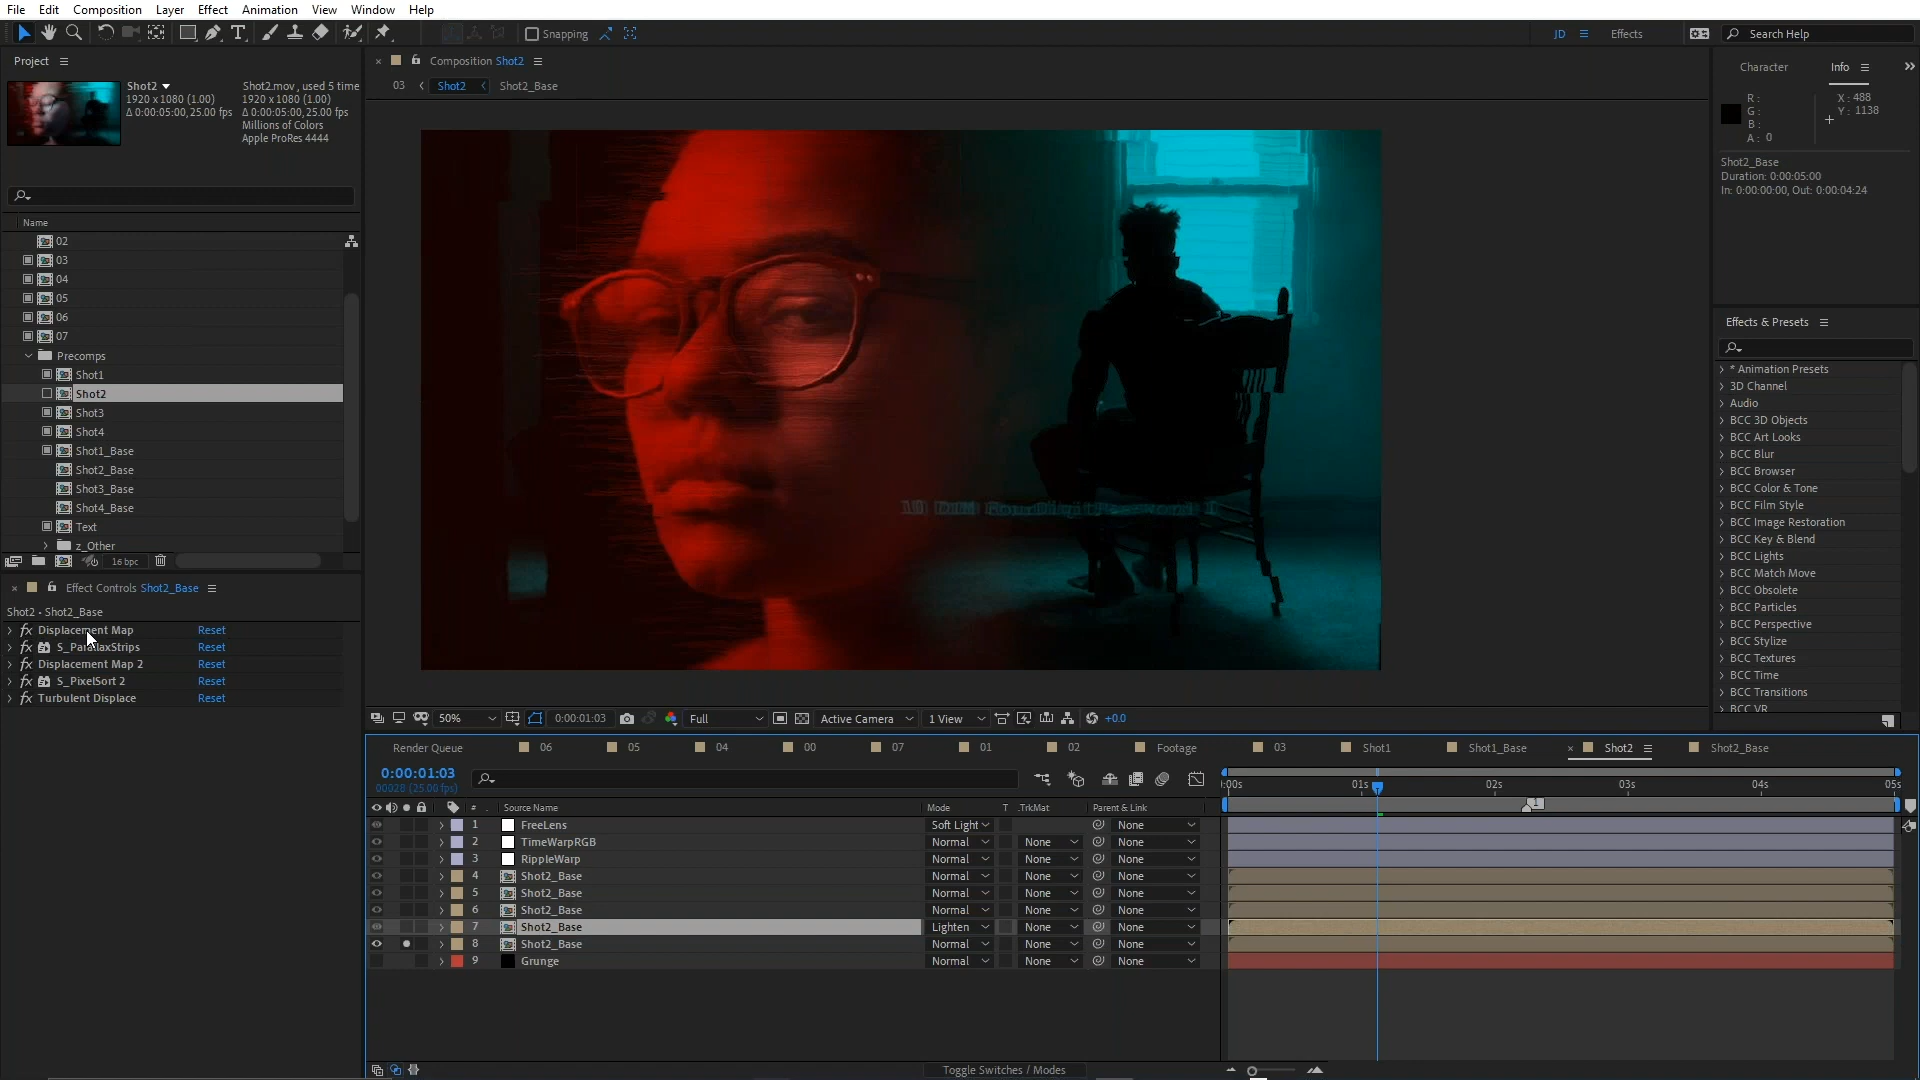 File Edit Composition Layer Effect Animation View Window Help
Snapping
JD
Effects
Search Help
Project
Shot2
1920 x 1080 (1.00)
Δ 0:00:05:00, 25.00 fps
Shot2.mov, used 5 time
1920 x 1080 (1.00)
Δ 0:00:05:00, 25.00 fps
Millions of Colors
Apple ProRes 4444
Name
02
03
04
05
06
07
Precomps
Shot1
Shot2
Shot3
Shot4
Shot1_Base
Shot2_Base
Shot3_Base
Shot4_Base
Text
z_Other
16 bpc
Effect Controls Shot2_Base
Shot2 • Shot2_Base
fx Displacement Map Reset
fx S_ParallaxStrips Reset
fx Displacement Map 2 Reset
fx S_PixelSort 2 Reset
fx Turbulent Displace Reset
Composition Shot2
03 Shot2 Shot2_Base
50% 0:00:01:03 Full Active Camera 1 View +0.0
Character
Info
R :
G :
B :
A : 0
X : 488
Y : 1138
Shot2_Base
Duration: 0:00:05:00
In: 0:00:00:00, Out: 0:00:04:24
Effects & Presets
* Animation Presets
3D Channel
Audio
BCC 3D Objects
BCC Art Looks
BCC Blur
BCC Browser
BCC Color & Tone
BCC Film Style
BCC Image Restoration
BCC Key & Blend
BCC Lights
BCC Match Move
BCC Obsolete
BCC Particles
BCC Perspective
BCC Stylize
BCC Textures
BCC Time
BCC Transitions
BCC VR
Render Queue 06 05 04 00 07 01 02 Footage 03 Shot1 Shot1_Base Shot2 Shot2_Base
0:00:01:03
00028 (25.00 fps)
:00s 01s 02s 03s 04s 05s
1
# Source Name Mode T .TrkMat Parent & Link
1 FreeLens Soft Light None
2 TimeWarpRGB Normal None None
3 RippleWarp Normal None None
4 Shot2_Base Normal None None
5 Shot2_Base Normal None None
6 Shot2_Base Normal None None
7 Shot2_Base Lighten None None
8 Shot2_Base Normal None None
9 Grunge Normal None None
Toggle Switches / Modes